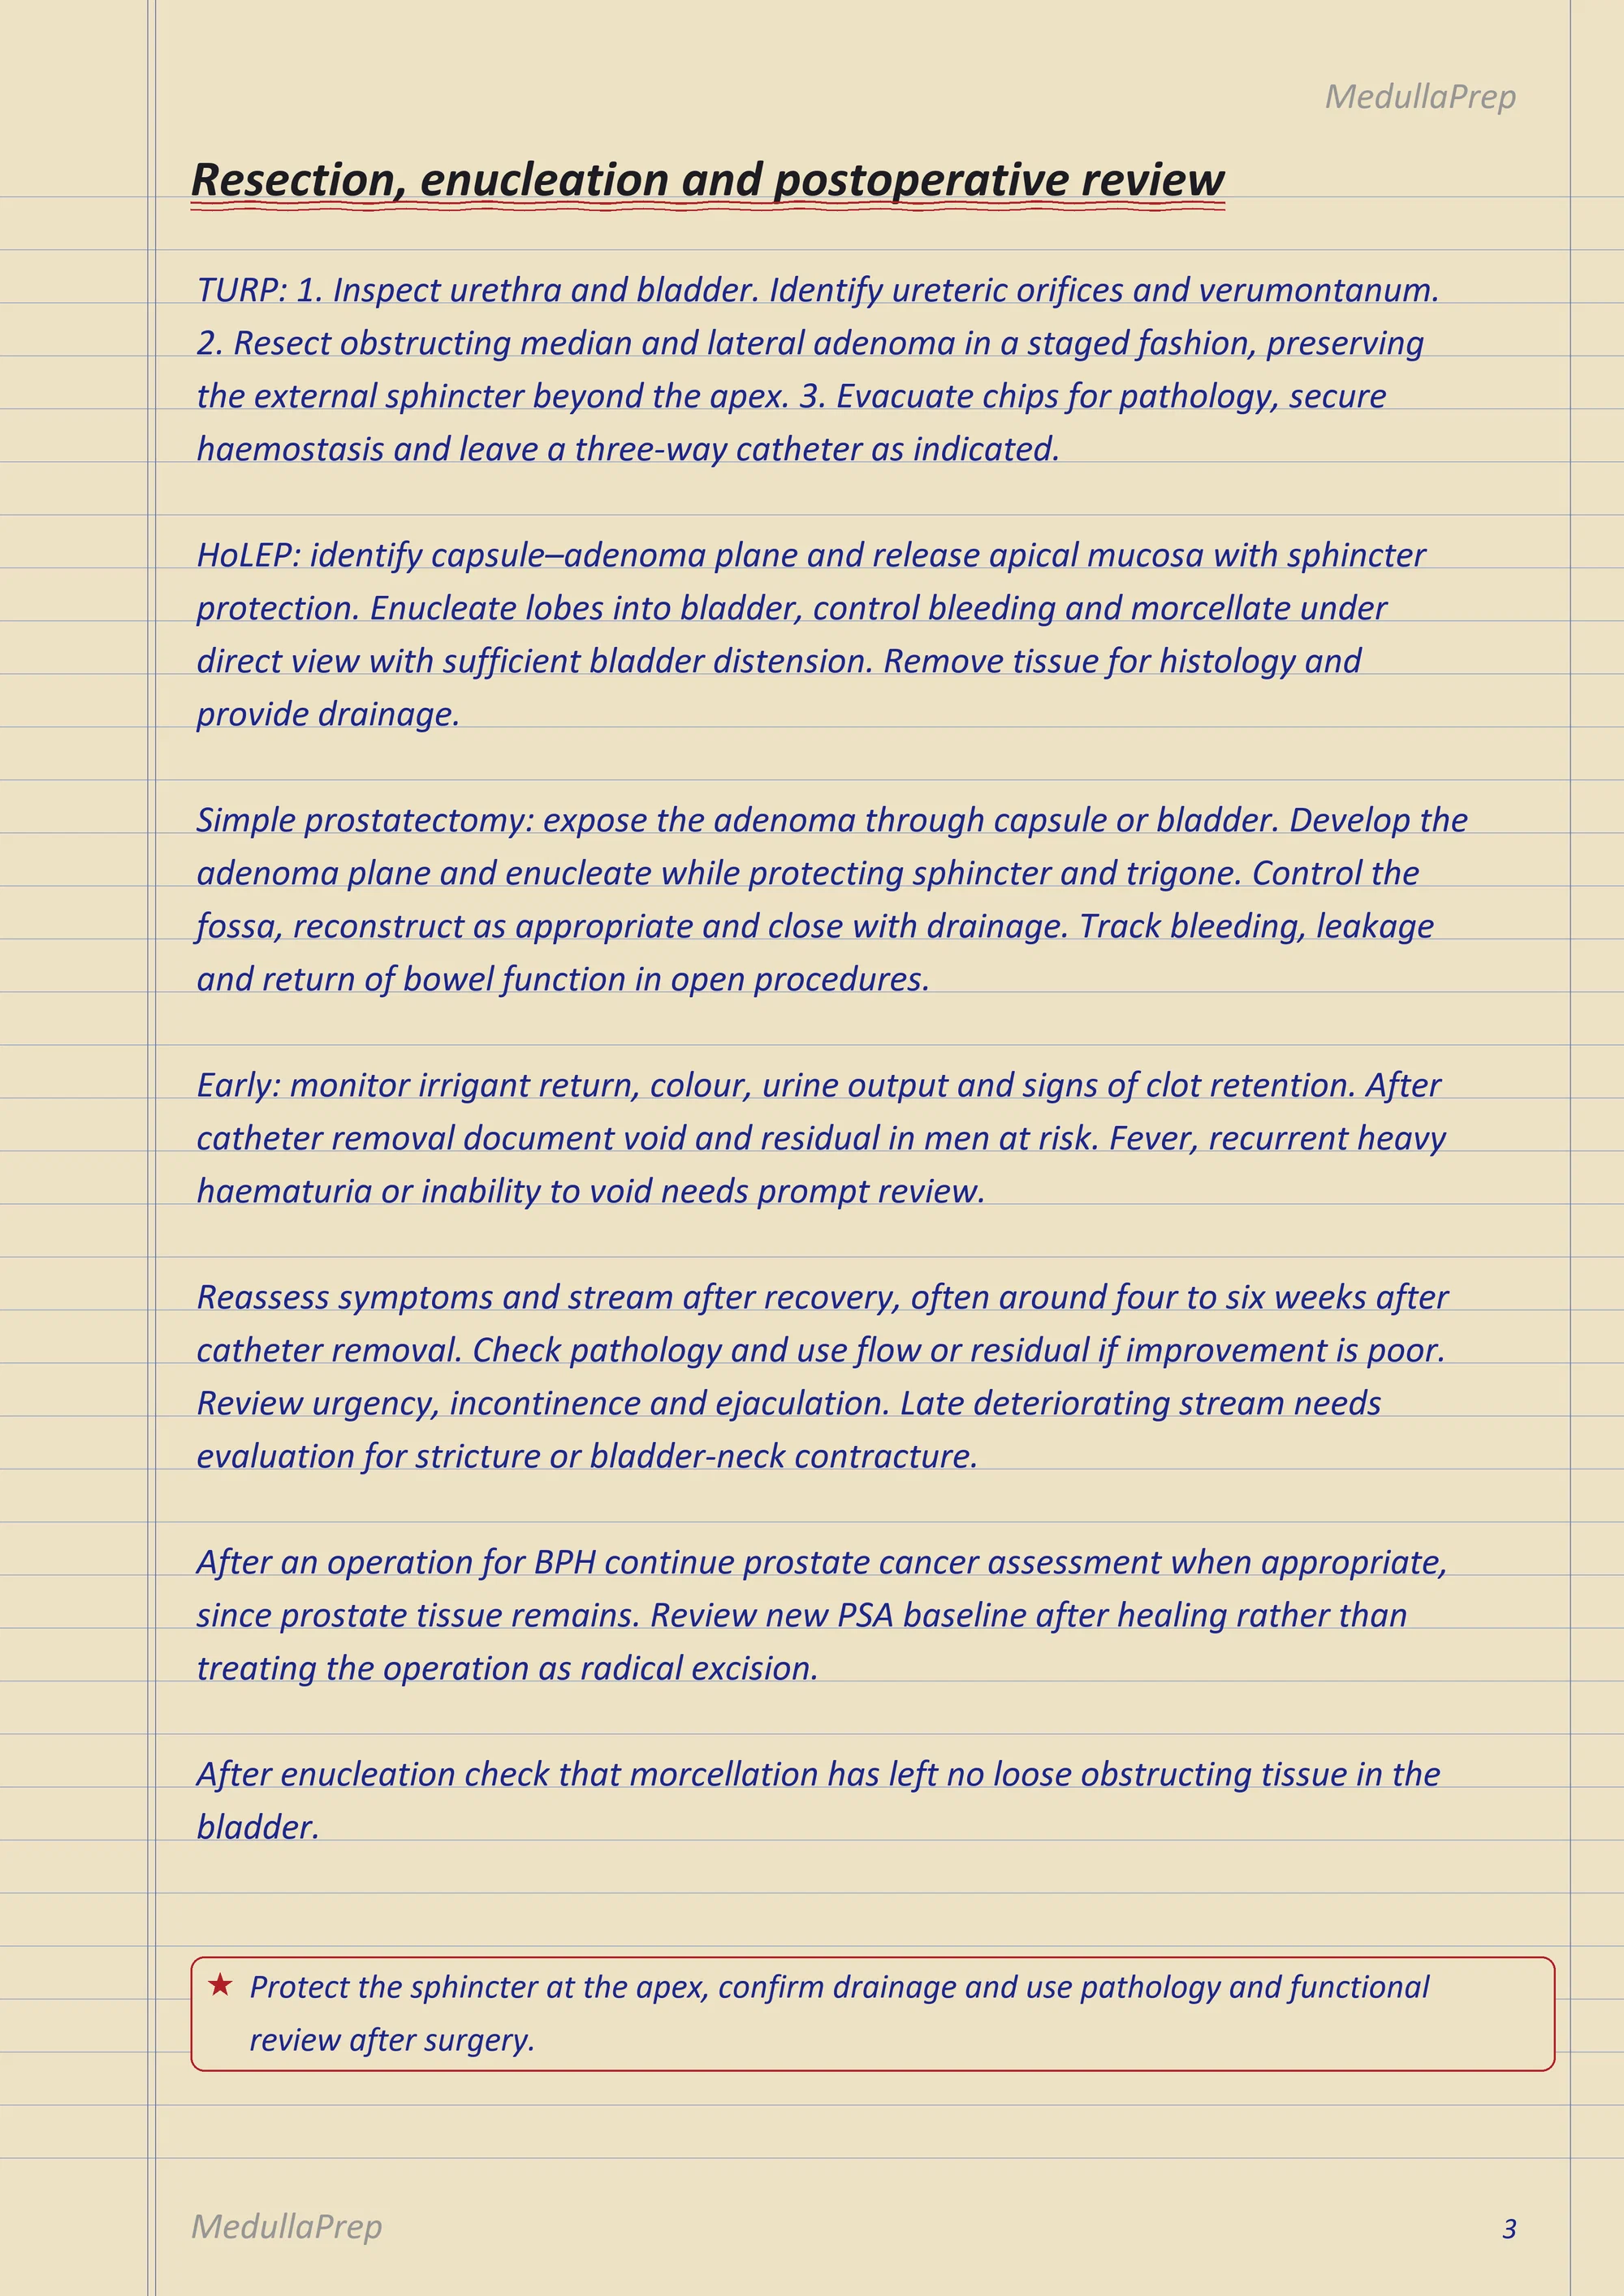 MedullaPrep
Resection, enucleation and postoperative review
TURP: 1. Inspect urethra and bladder. Identify ureteric orifices and verumontanum.
2. Resect obstructing median and lateral adenoma in a staged fashion, preserving
the external sphincter beyond the apex. 3. Evacuate chips for pathology, secure
haemostasis and leave a three-way catheter as indicated.
HoLEP: identify capsule–adenoma plane and release apical mucosa with sphincter
protection. Enucleate lobes into bladder, control bleeding and morcellate under
direct view with sufficient bladder distension. Remove tissue for histology and
provide drainage.
Simple prostatectomy: expose the adenoma through capsule or bladder. Develop the
adenoma plane and enucleate while protecting sphincter and trigone. Control the
fossa, reconstruct as appropriate and close with drainage. Track bleeding, leakage
and return of bowel function in open procedures.
Early: monitor irrigant return, colour, urine output and signs of clot retention. After
catheter removal document void and residual in men at risk. Fever, recurrent heavy
haematuria or inability to void needs prompt review.
Reassess symptoms and stream after recovery, often around four to six weeks after
catheter removal. Check pathology and use flow or residual if improvement is poor.
Review urgency, incontinence and ejaculation. Late deteriorating stream needs
evaluation for stricture or bladder-neck contracture.
After an operation for BPH continue prostate cancer assessment when appropriate,
since prostate tissue remains. Review new PSA baseline after healing rather than
treating the operation as radical excision.
After enucleation check that morcellation has left no loose obstructing tissue in the
bladder.
★ Protect the sphincter at the apex, confirm drainage and use pathology and functional
review after surgery.
MedullaPrep
3